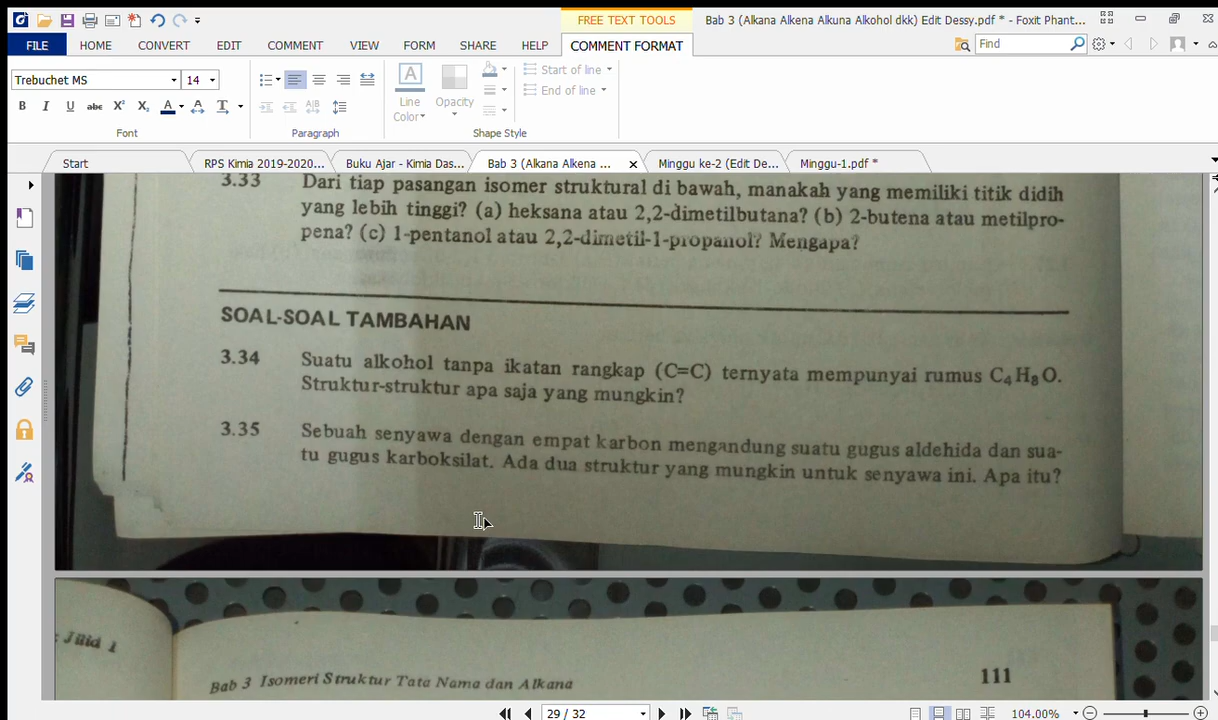 FREE TEXT TOOLS
Bab 3 (Alkana Alkena Alkuna Alkohol dkk) Edit Dessy.pdf * - Foxit Phant...
FILE HOME CONVERT EDIT COMMENT VIEW FORM SHARE HELP COMMENT FORMAT
Find
Trebuchet MS 14
B I U abc X² X₂ A A T
A
Line Color
Opacity
Start of line
End of line
Font Paragraph Shape Style
Start RPS Kimia 2019-2020... Buku Ajar - Kimia Das... Bab 3 (Alkana Alkena ... Minggu ke-2 (Edit De... Minggu-1.pdf *
3.33 Dari tiap pasangan isomer struktural di bawah, manakah yang memiliki titik didih
yang lebih tinggi? (a) heksana atau 2,2-dimetilbutana? (b) 2-butena atau metilpro-
pena? (c) 1-pentanol atau 2,2-dimetil-1-propanol? Mengapa?
SOAL-SOAL TAMBAHAN
3.34 Suatu alkohol tanpa ikatan rangkap (C=C) ternyata mempunyai rumus C₄H₈O.
Struktur-struktur apa saja yang mungkin?
3.35 Sebuah senyawa dengan empat karbon mengandung suatu gugus aldehida dan sua-
tu gugus karboksilat. Ada dua struktur yang mungkin untuk senyawa ini. Apa itu?
Jilid 1
Bab 3 Isomeri Struktur Tata Nama dan Alkana 111
29 / 32
104.00%